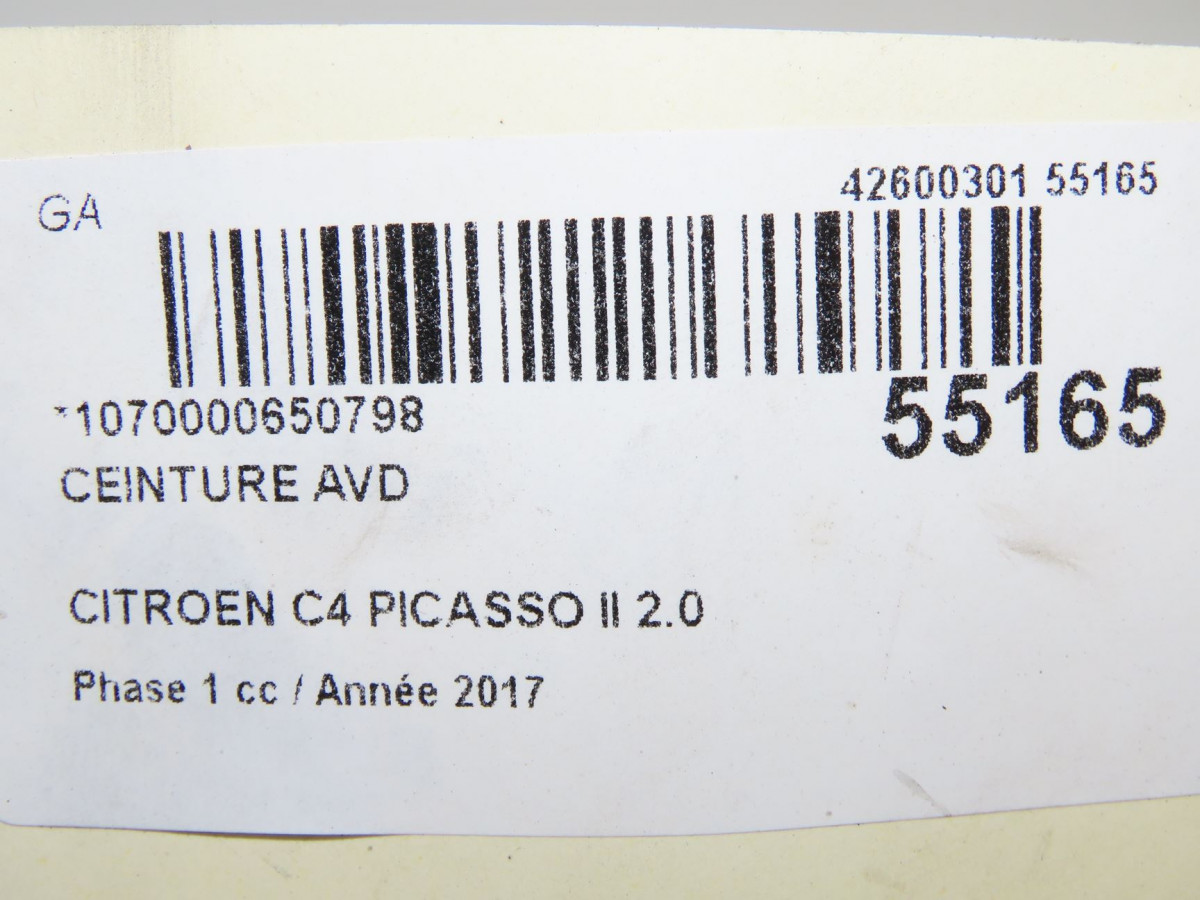 GA
42600301 55165
*1070000650798
55165
CEINTURE AVD
CITROEN C4 PICASSO II 2.0
Phase 1 cc / Année 2017